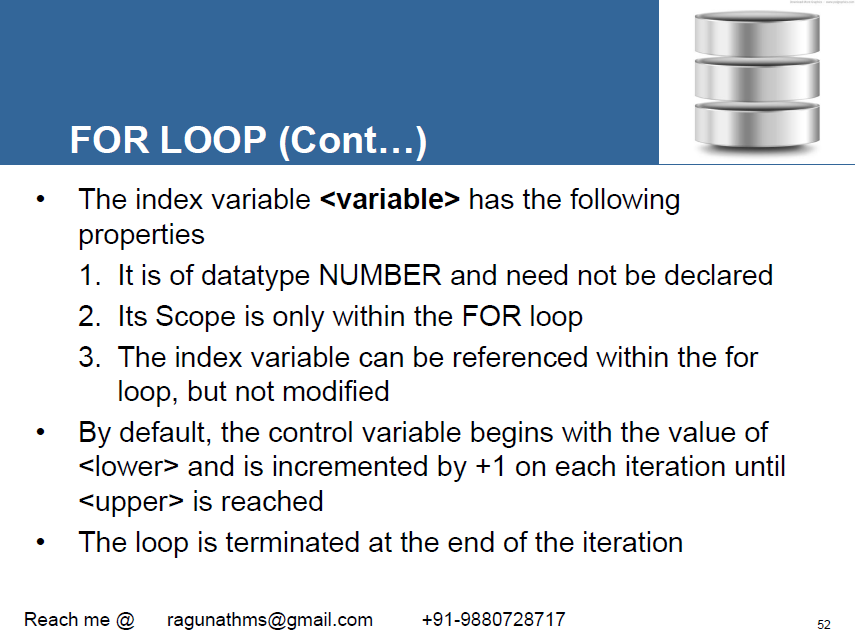 FOR LOOP (Cont…)
• The index variable <variable> has the following
properties
1. It is of datatype NUMBER and need not be declared
2. Its Scope is only within the FOR loop
3. The index variable can be referenced within the for
loop, but not modified
• By default, the control variable begins with the value of
<lower> and is incremented by +1 on each iteration until
<upper> is reached
• The loop is terminated at the end of the iteration
Reach me @ ragunathms@gmail.com +91-9880728717
52